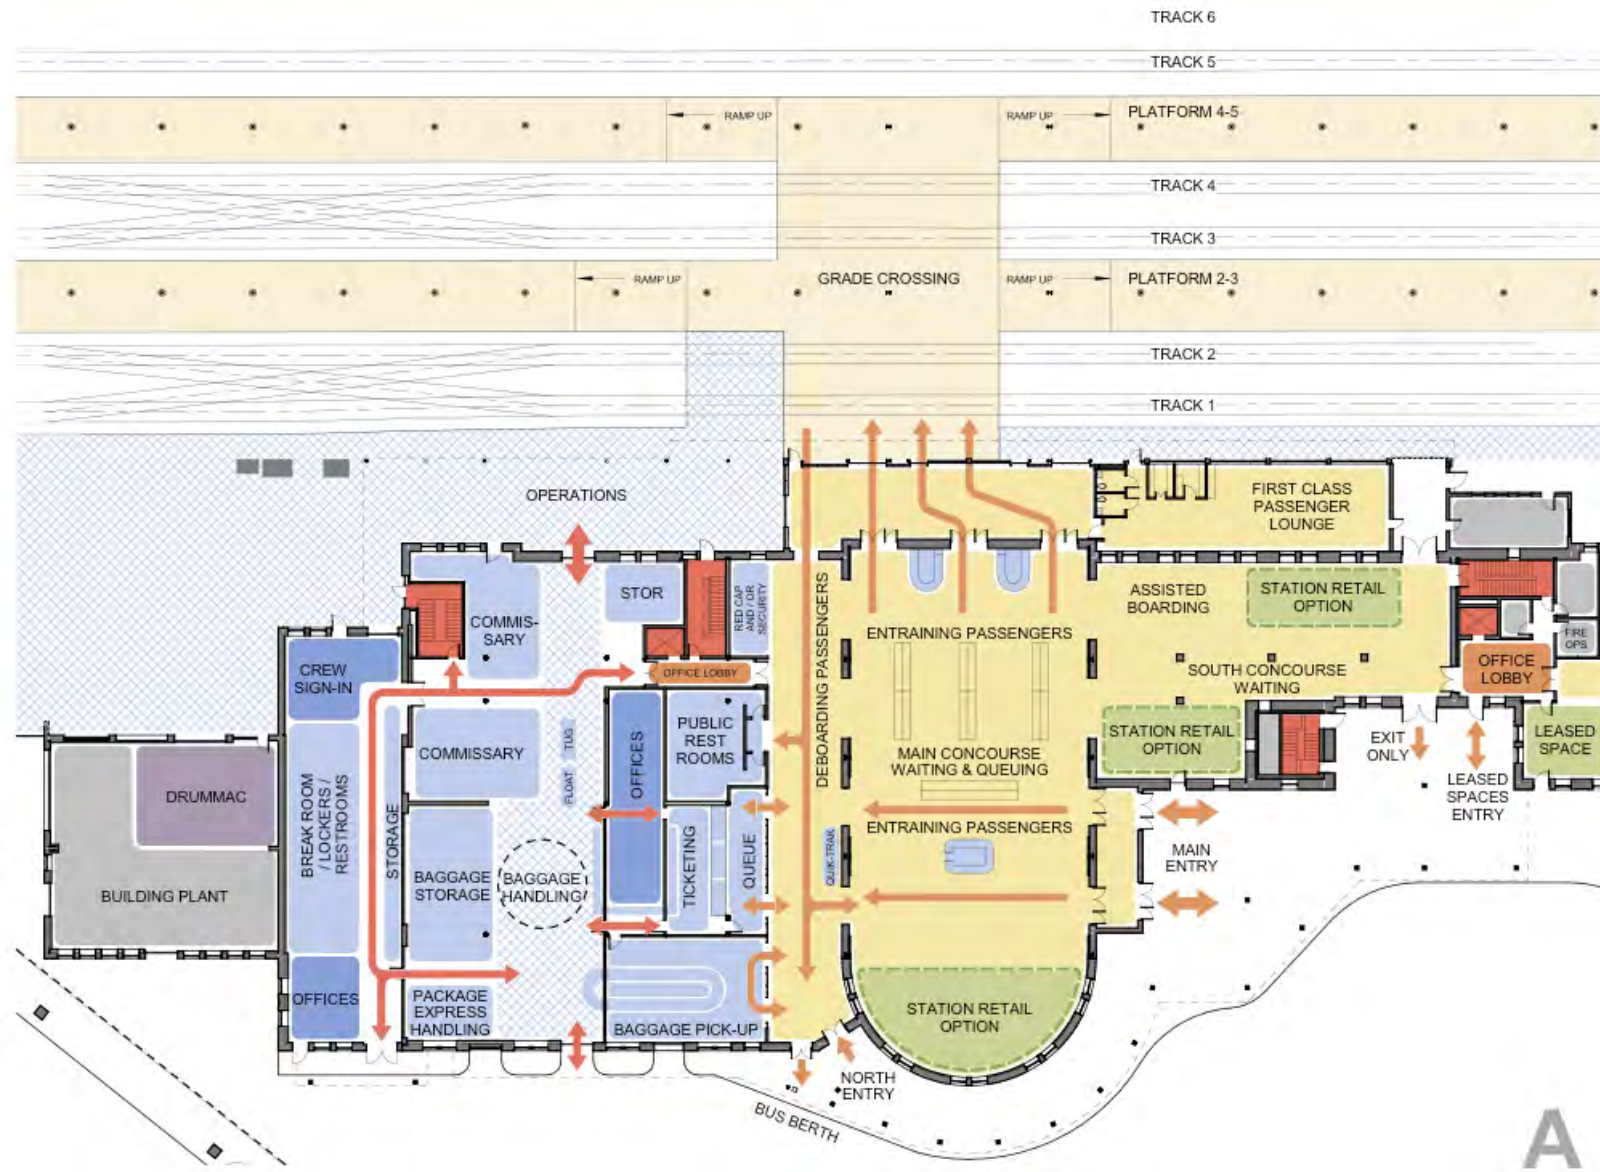 TRACK 6
TRACK 5
RAMP UP
RAMP UP
PLATFORM 4-5
TRACK 4
TRACK 3
RAMP UP
GRADE CROSSING
RAMP UP
PLATFORM 2-3
TRACK 2
TRACK 1
OPERATIONS
FIRST CLASS
PASSENGER
LOUNGE
STOR
RED CAP
AND / OR
SECURITY
DEBOARDING PASSENGERS
ASSISTED
BOARDING
STATION RETAIL
OPTION
COMMIS-
SARY
ENTRAINING PASSENGERS
FIRE
OPS
CREW
SIGN-IN
OFFICE LOBBY
SOUTH CONCOURSE
WAITING
OFFICE
LOBBY
PUBLIC
REST
ROOMS
COMMISSARY
TUG
FLOAT
OFFICES
MAIN CONCOURSE
WAITING & QUEUING
STATION RETAIL
OPTION
EXIT
ONLY
LEASED
SPACE
LEASED
SPACES
ENTRY
DRUMMAC
BREAK ROOM
/ LOCKERS /
RESTROOMS
STORAGE
ENTRAINING PASSENGERS
QUIK-TRAK
MAIN
ENTRY
BUILDING PLANT
BAGGAGE
STORAGE
BAGGAGE
HANDLING
TICKETING
QUEUE
OFFICES
PACKAGE
EXPRESS
HANDLING
BAGGAGE PICK-UP
STATION RETAIL
OPTION
NORTH
ENTRY
BUS BERTH
A